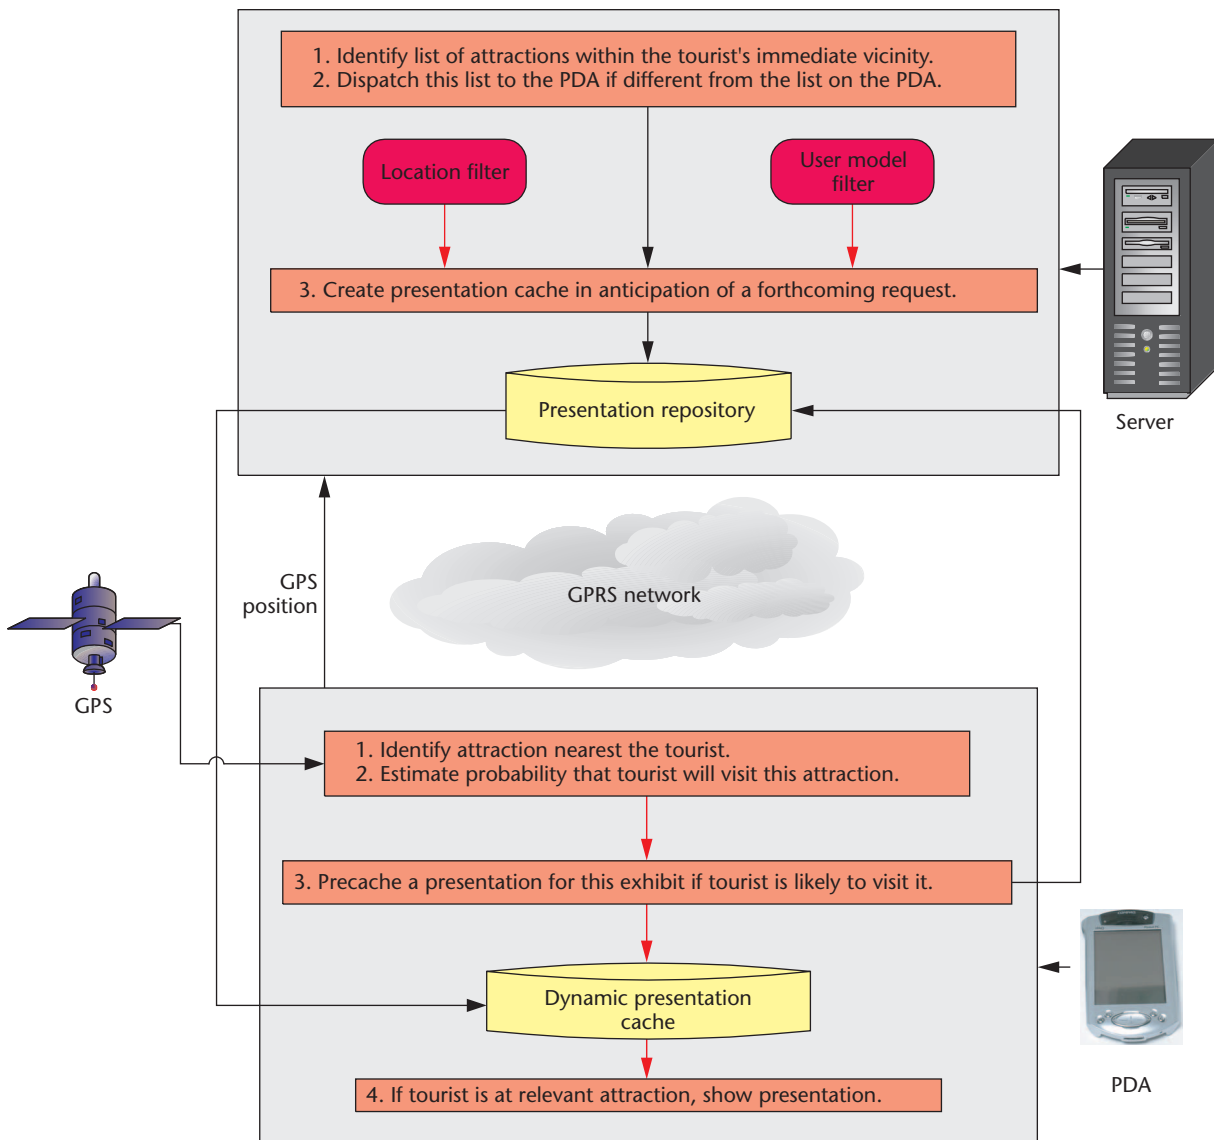 1. Identify list of attractions within the tourist's immediate vicinity.
2. Dispatch this list to the PDA if different from the list on the PDA.
Location filter
User model
filter
3. Create presentation cache in anticipation of a forthcoming request.
Presentation repository
Server
GPS
position
GPRS network
GPS
1. Identify attraction nearest the tourist.
2. Estimate probability that tourist will visit this attraction.
3. Precache a presentation for this exhibit if tourist is likely to visit it.
Dynamic presentation
cache
4. If tourist is at relevant attraction, show presentation.
PDA